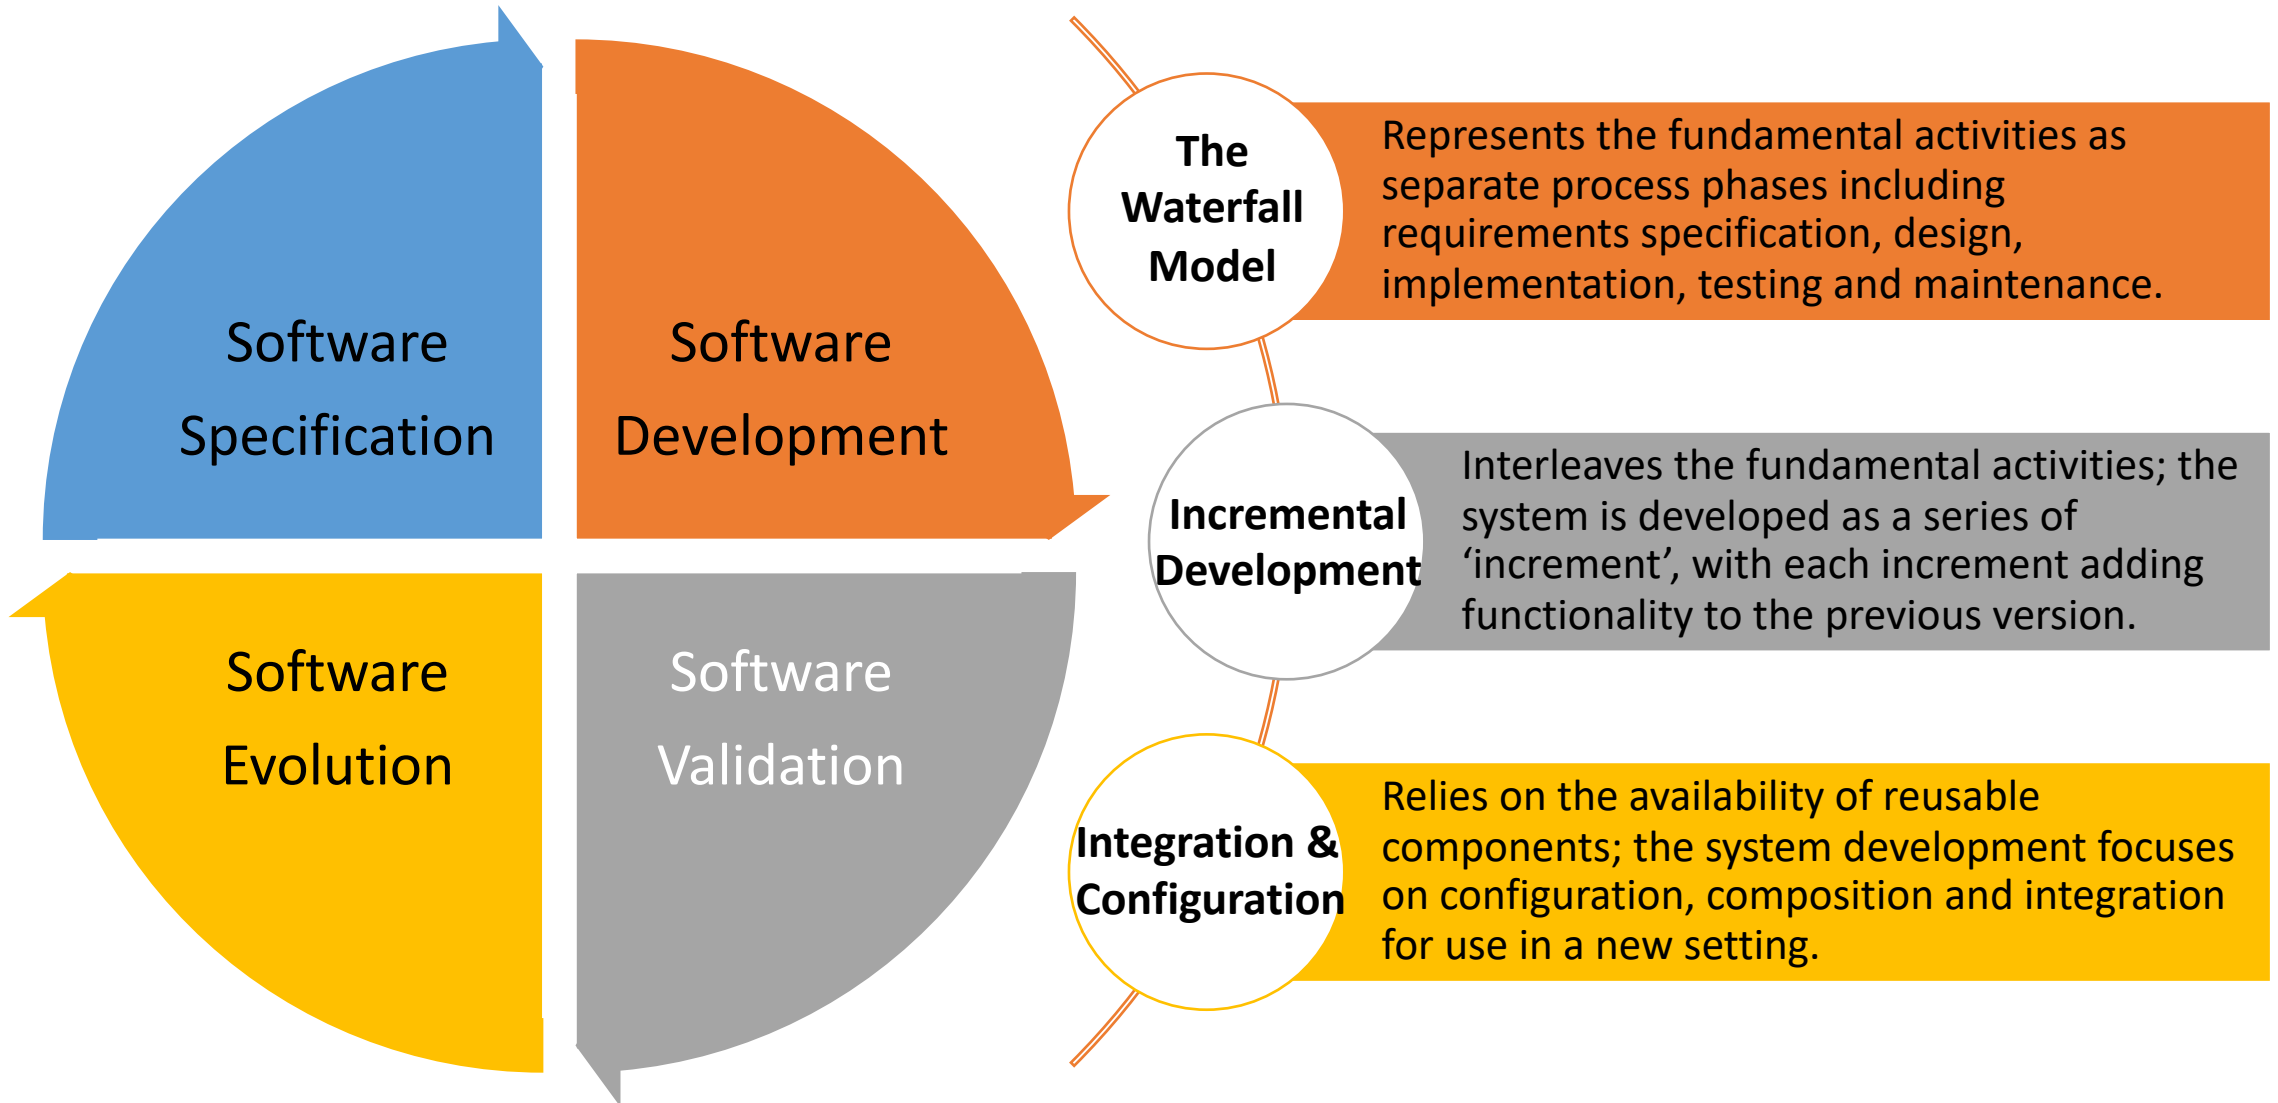 Software
Specification
Software
Development
Software
Evolution
Software
Validation
The
Waterfall
Model
Represents the fundamental activities as
separate process phases including
requirements specification, design,
implementation, testing and maintenance.
Incremental
Development
Interleaves the fundamental activities; the
system is developed as a series of
‘increment’, with each increment adding
functionality to the previous version.
Integration &
Configuration
Relies on the availability of reusable
components; the system development focuses
on configuration, composition and integration
for use in a new setting.